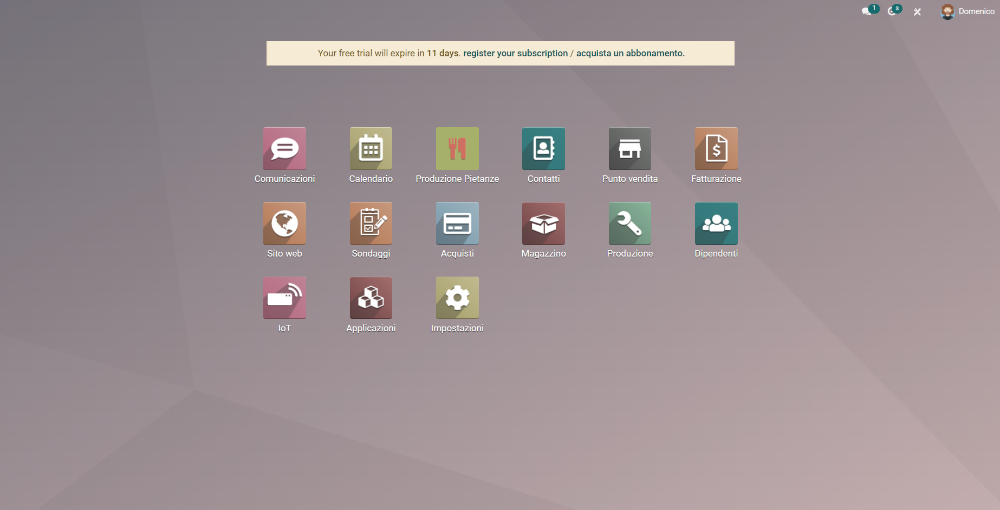 1
3
Domenico
Your free trial will expire in 11 days. register your subscription / acquista un abbonamento.
Comunicazioni
Calendario
Produzione Pietanze
Contatti
Punto vendita
Fatturazione
Sito web
Sondaggi
Acquisti
Magazzino
Produzione
Dipendenti
IoT
Applicazioni
Impostazioni